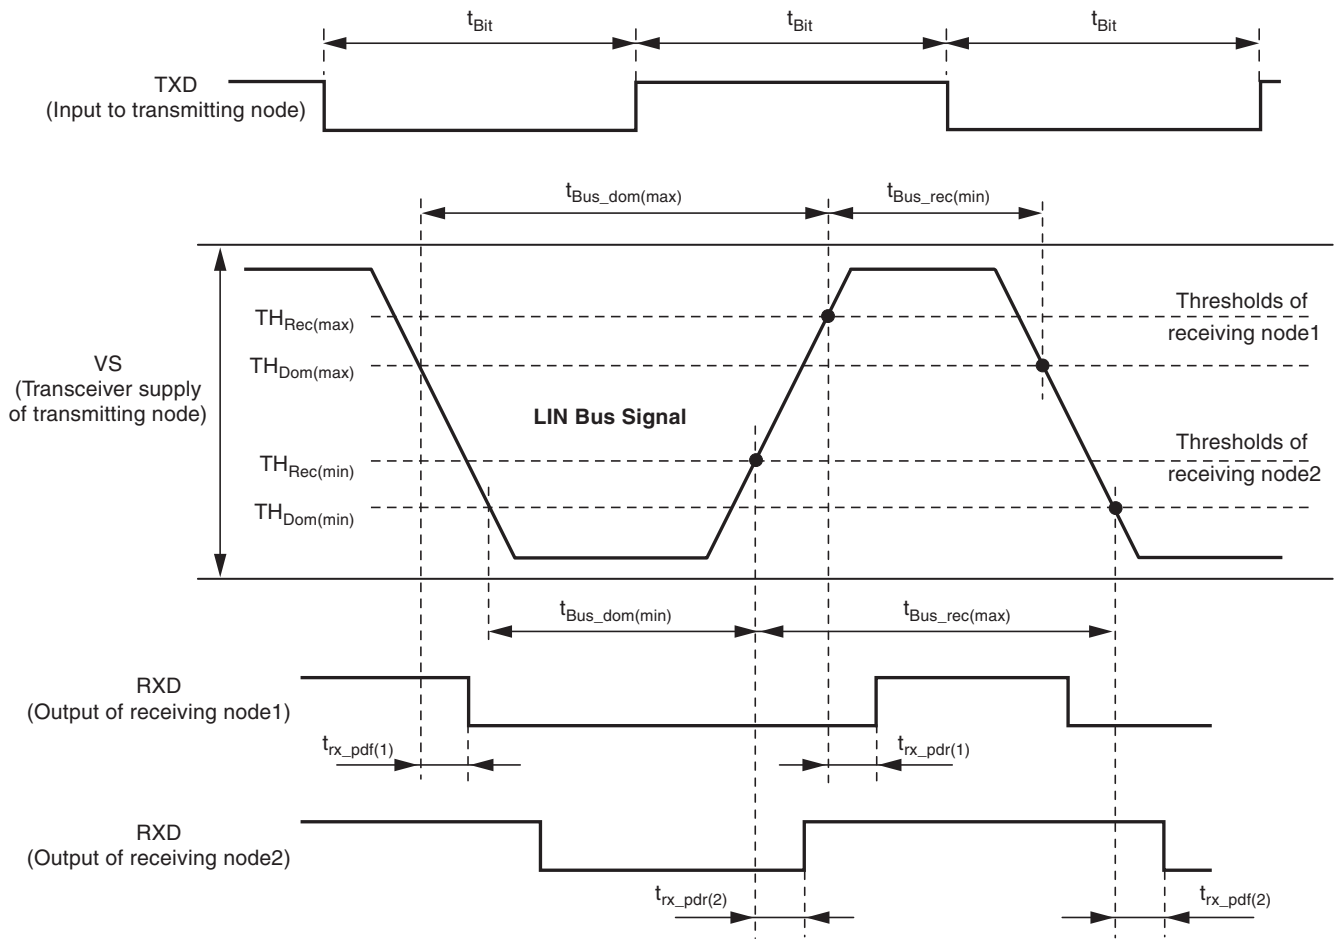 tBit tBit tBit
TXD
(Input to transmitting node)
tBus_dom(max) tBus_rec(min)
THRec(max)
Thresholds of
receiving node1
THDom(max)
VS
(Transceiver supply
of transmitting node)
LIN Bus Signal
THRec(min)
Thresholds of
receiving node2
THDom(min)
tBus_dom(min) tBus_rec(max)
RXD
(Output of receiving node1)
trx_pdf(1) trx_pdr(1)
RXD
(Output of receiving node2)
trx_pdr(2) trx_pdf(2)